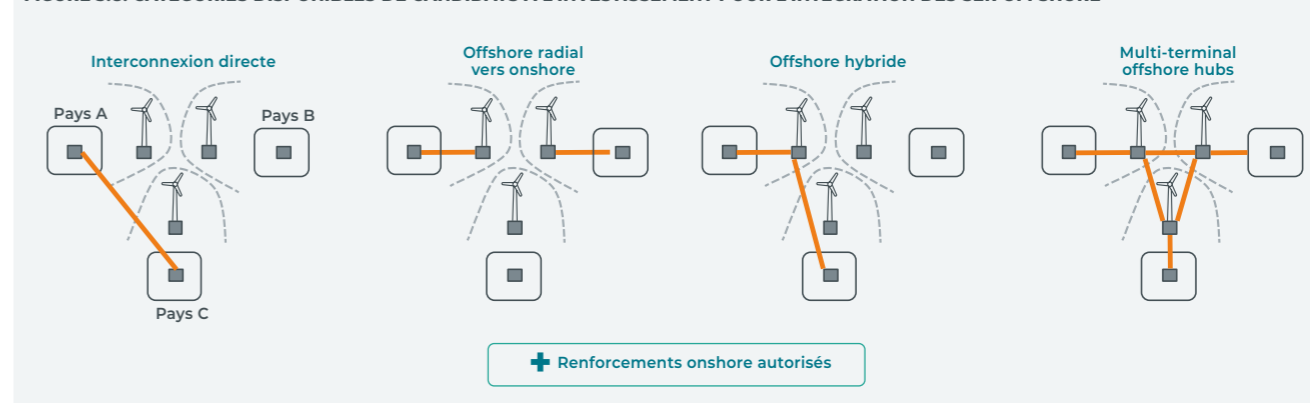 Interconnexion directe
Offshore radial
vers onshore
Offshore hybride
Multi-terminal
offshore hubs
Pays A
Pays B
Pays C
+ Renforcements onshore autorisés